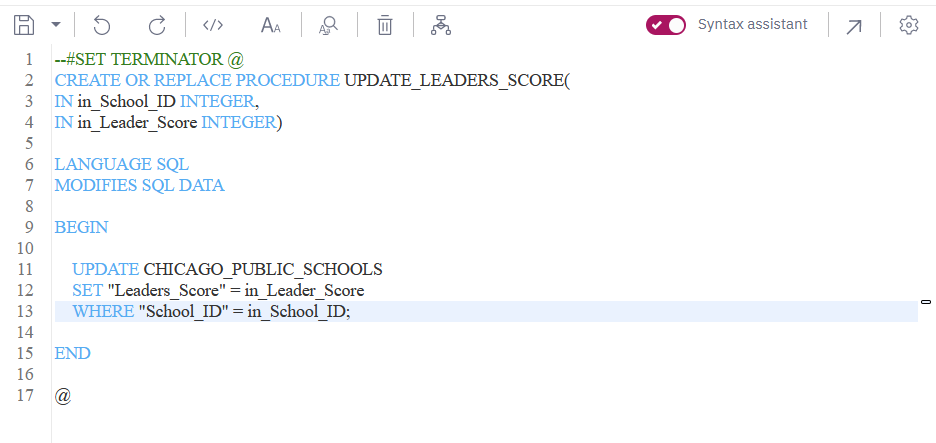 </> AA Syntax assistant
1 --#SET TERMINATOR @
2 CREATE OR REPLACE PROCEDURE UPDATE_LEADERS_SCORE(
3 IN in_School_ID INTEGER,
4 IN in_Leader_Score INTEGER)
5
6 LANGUAGE SQL
7 MODIFIES SQL DATA
8
9 BEGIN
10
11 UPDATE CHICAGO_PUBLIC_SCHOOLS
12 SET "Leaders_Score" = in_Leader_Score
13 WHERE "School_ID" = in_School_ID;
14
15 END
16
17 @